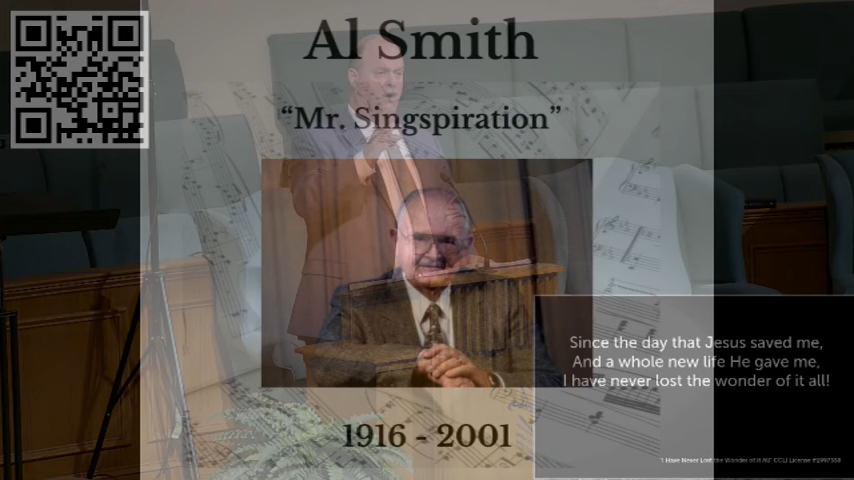 Al Smith
“Mr. Singspiration”
Since the day that Jesus saved me,
And a whole new life He gave me,
I have never lost the wonder of it all!
1916 - 2001
"I Have Never Lost the Wonder of It All" CCLI License #2997558